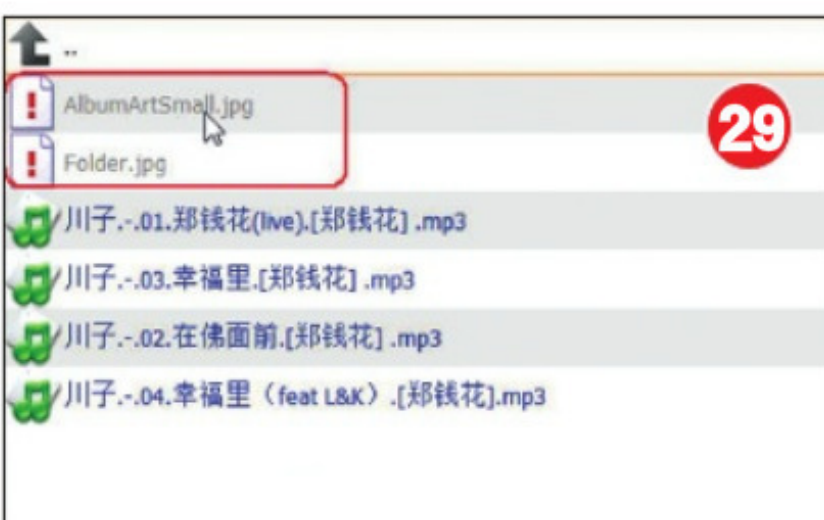 ..
AlbumArtSmall.jpg
29
Folder.jpg
川子.-.01.郑钱花(live).[郑钱花] .mp3
川子.-.03.幸福里.[郑钱花] .mp3
川子.-.02.在佛面前.[郑钱花] .mp3
川子.-.04.幸福里（feat L&K）.[郑钱花].mp3